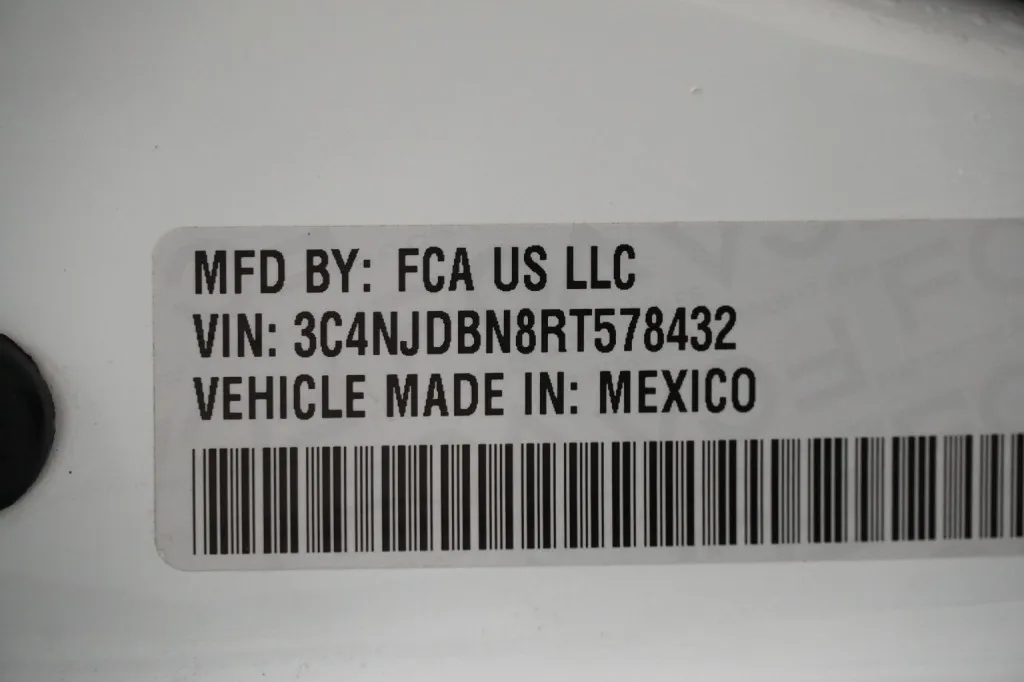 MFD BY: FCA US LLC
VIN: 3C4NJDBN8RT578432
VEHICLE MADE IN: MEXICO